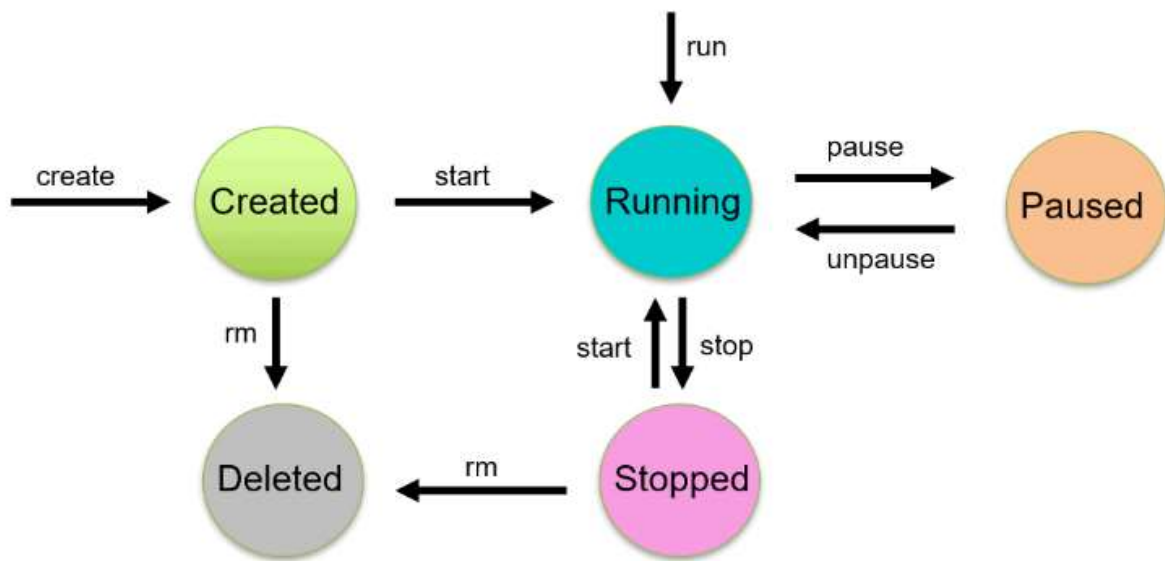 run
create
Created
start
Running
pause
unpause
Paused
rm
start
stop
Deleted
rm
Stopped